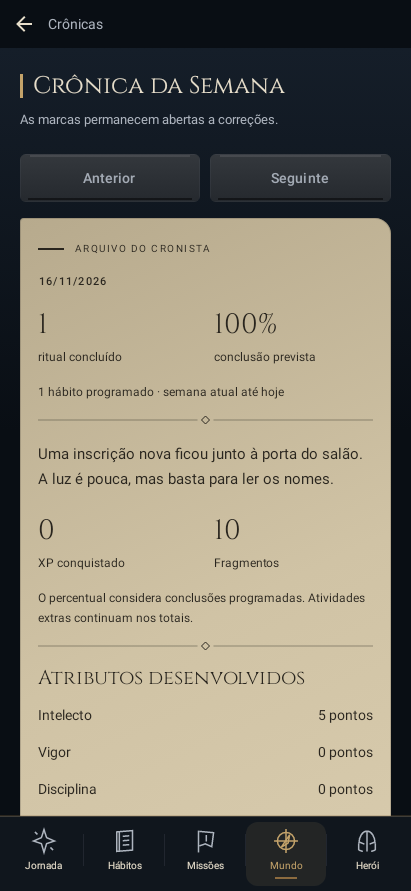 Crônicas
Crônica da Semana
As marcas permanecem abertas a correções.
Anterior
Seguinte
ARQUIVO DO CRONISTA
16/11/2026
1
100%
ritual concluído
conclusão prevista
1 hábito programado · semana atual até hoje
Uma inscrição nova ficou junto à porta do salão.
A luz é pouca, mas basta para ler os nomes.
0
10
XP conquistado
Fragmentos
O percentual considera conclusões programadas. Atividades
extras continuam nos totais.
Atributos desenvolvidos
Intelecto
5 pontos
Vigor
0 pontos
Disciplina
0 pontos
Jornada
Hábitos
Missões
Mundo
Herói